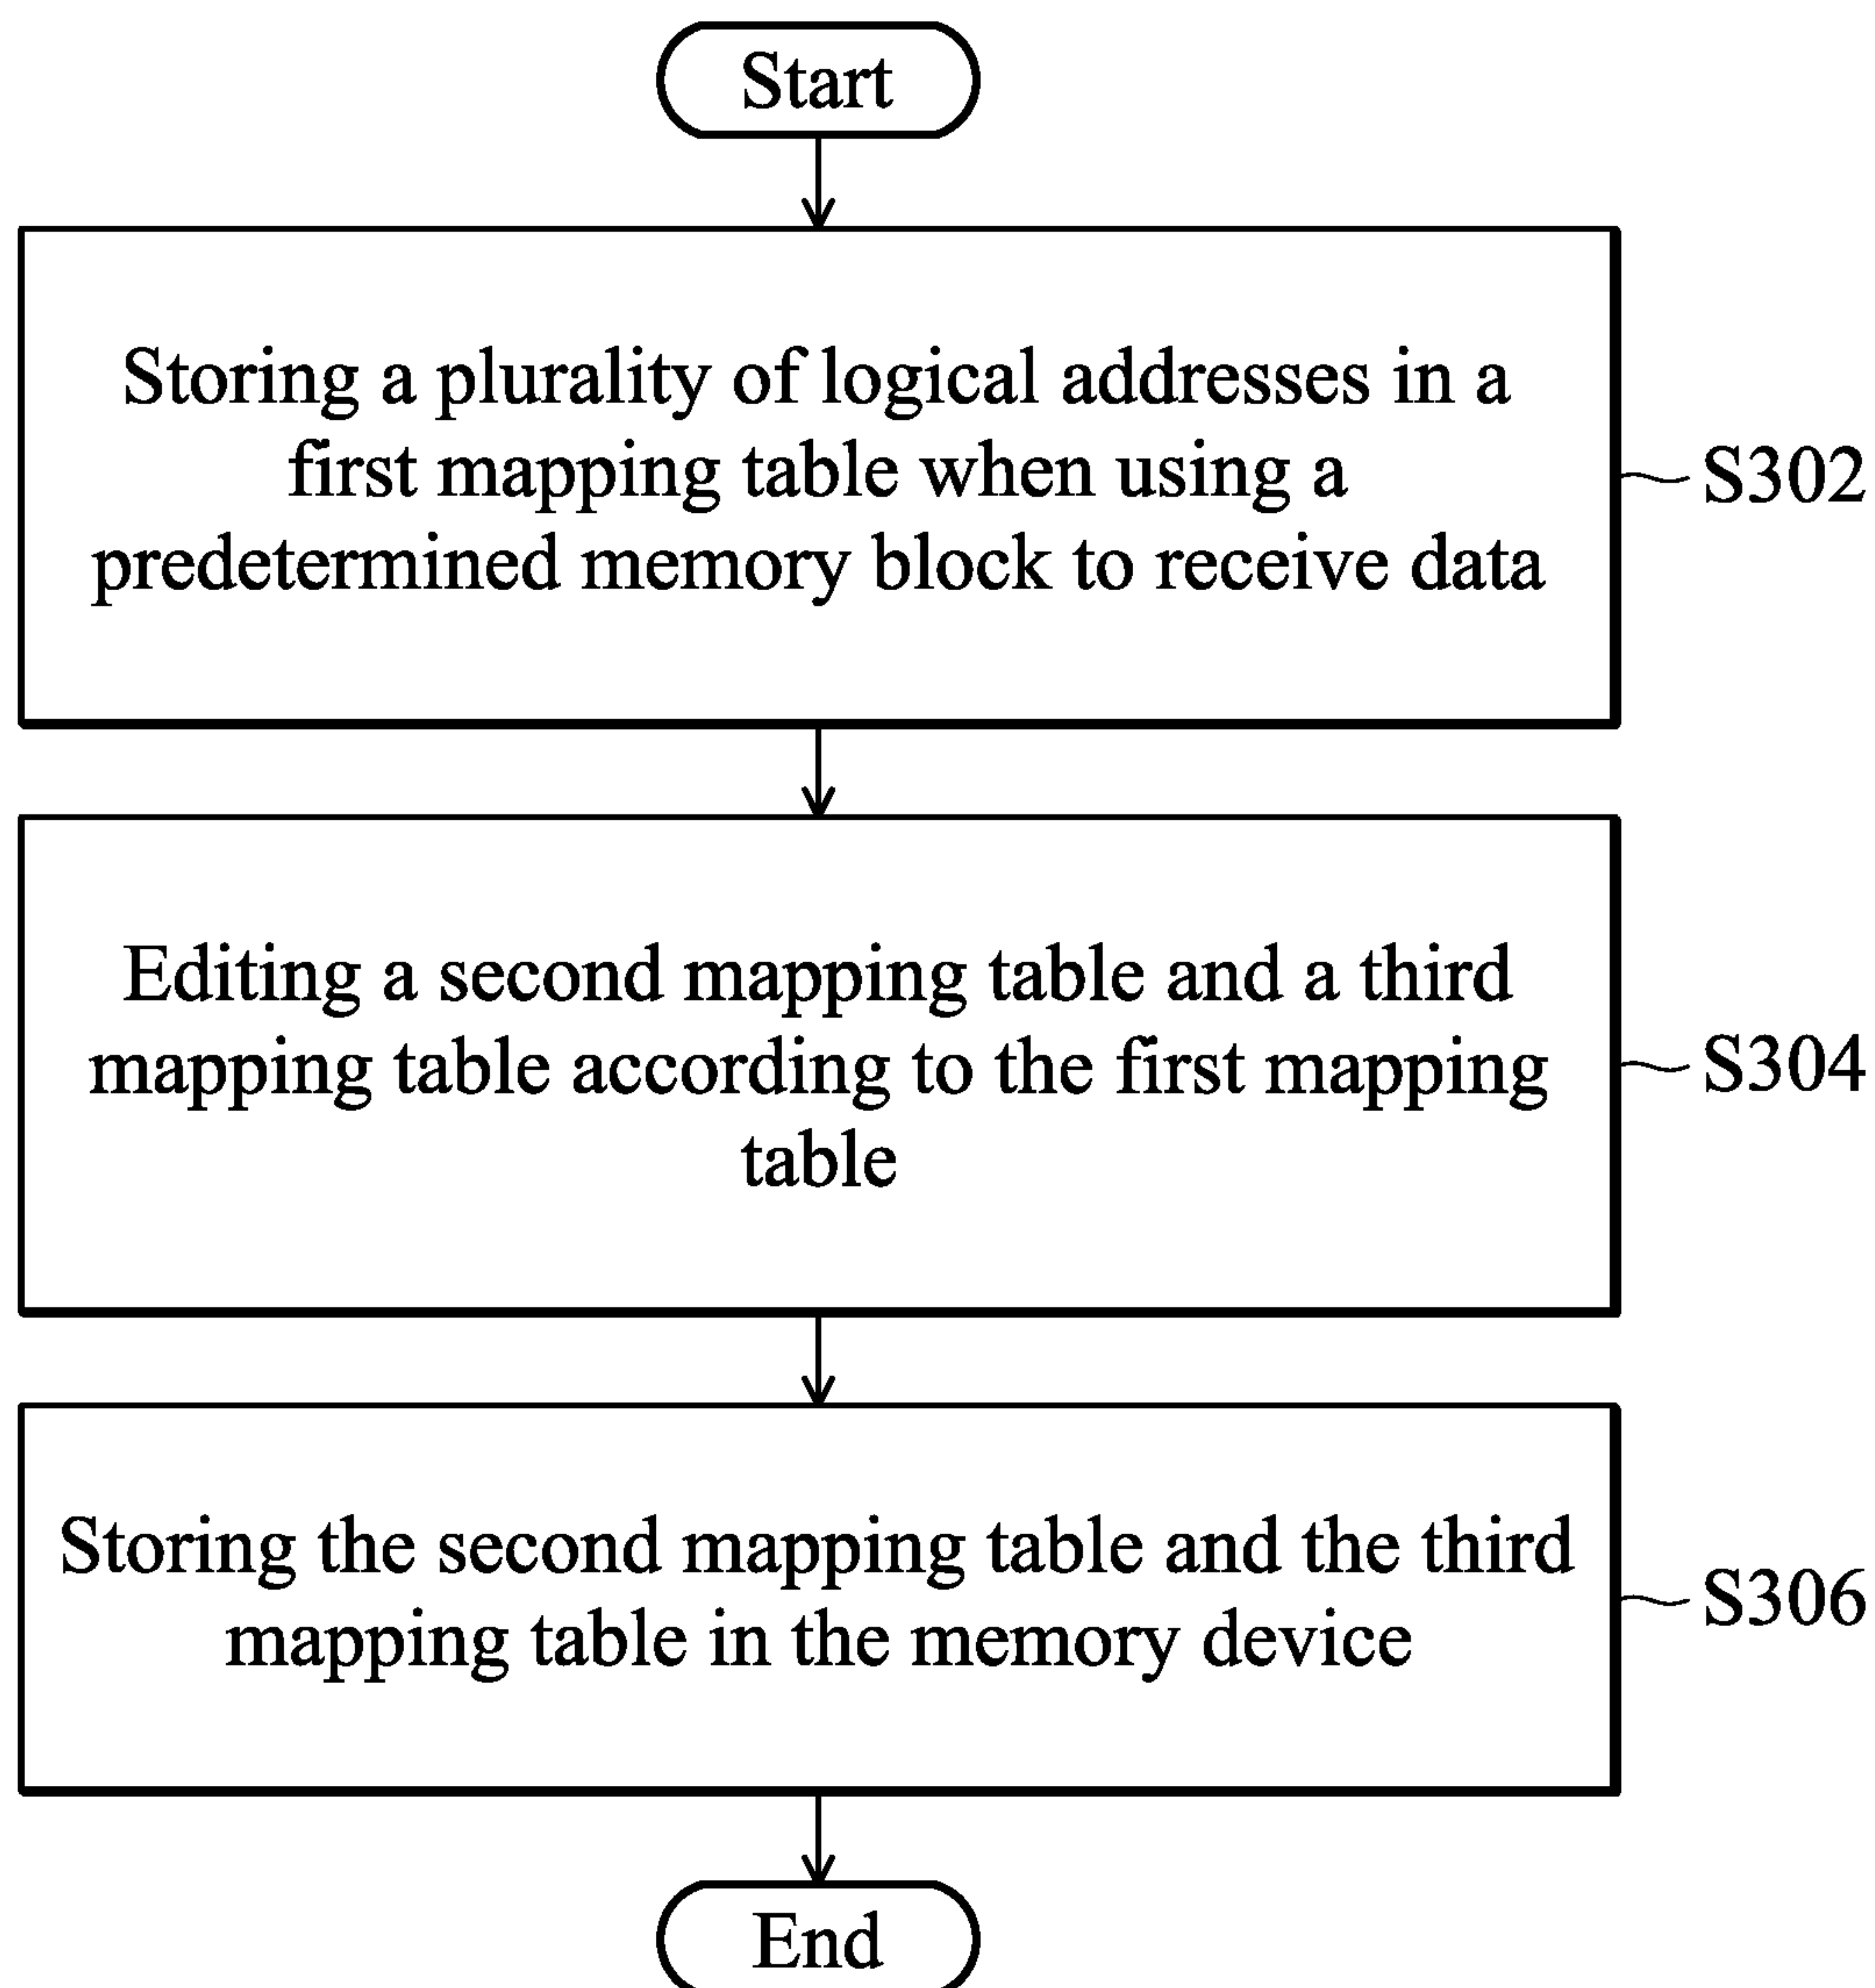 Start
Storing a plurality of logical addresses in a
first mapping table when using a
predetermined memory block to receive data
S302
Editing a second mapping table and a third
mapping table according to the first mapping
table
S304
Storing the second mapping table and the third
mapping table in the memory device
S306
End